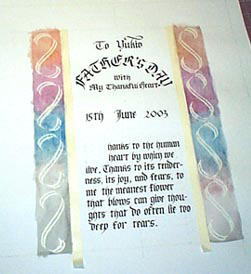 To Yukio
FATHER'S DAY
with
My Thankful Heart
15th June 2003
hanks to the human
heart by which we
live, Thanks to its tender-
ness, its joy, and fears, to
me the meanest flower
that blows can give thou-
ghts that do often lie too
deep for tears.